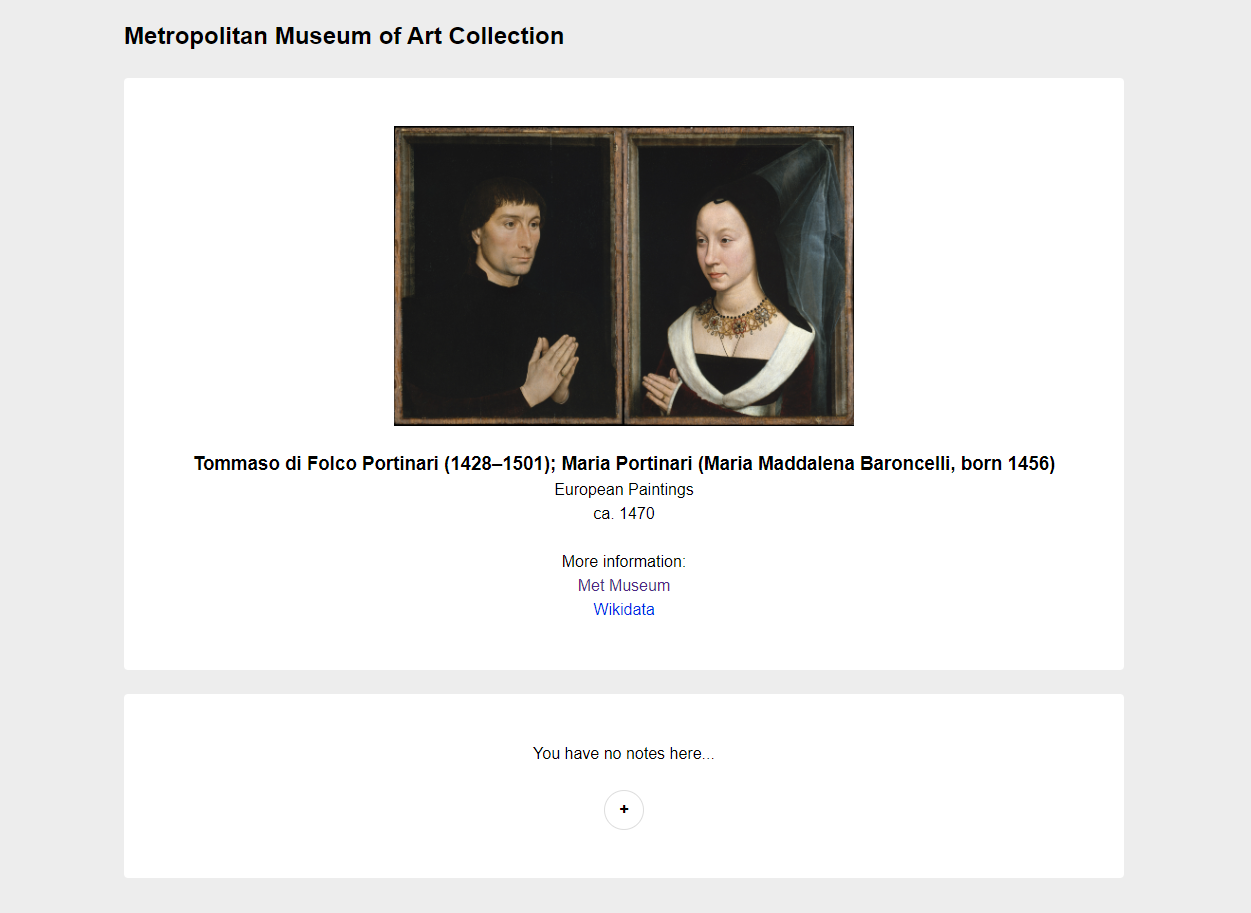 Metropolitan Museum of Art Collection
Tommaso di Folco Portinari (1428–1501); Maria Portinari (Maria Maddalena Baroncelli, born 1456)
European Paintings
ca. 1470
More information:
Met Museum
Wikidata
You have no notes here...
+